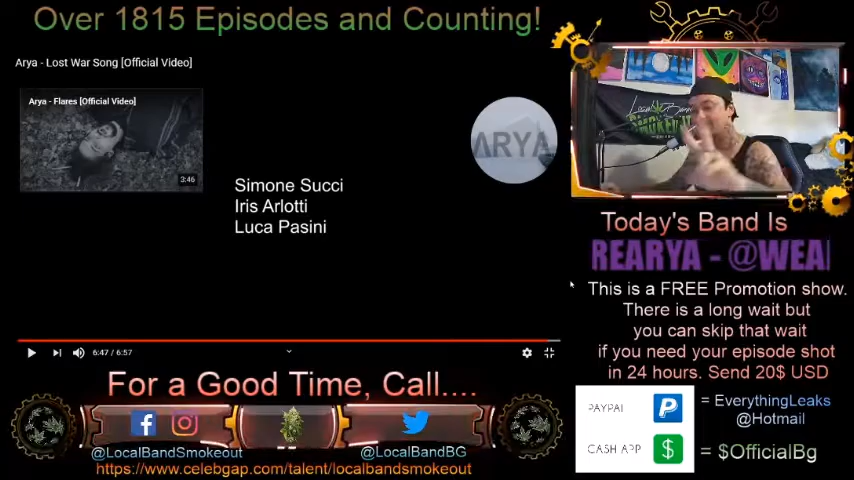 Over 1815 Episodes and Counting!
Arya - Lost War Song [Official Video]
Arya - Flares [Official Video]
3:46
ARYA
Simone Succi
Iris Arlotti
Luca Pasini
6:47 / 6:57
Today's Band Is
REARYA - @WEA
This is a FREE Promotion show.
There is a long wait but
you can skip that wait
if you need your episode shot
in 24 hours. Send 20$ USD
PAYPAL
= EverythingLeaks
@Hotmail
CASH APP
= $OfficialBg
For a Good Time, Call....
@LocalBandSmokeout
@LocalBandBG
https://www.celebgap.com/talent/localbandsmokeout